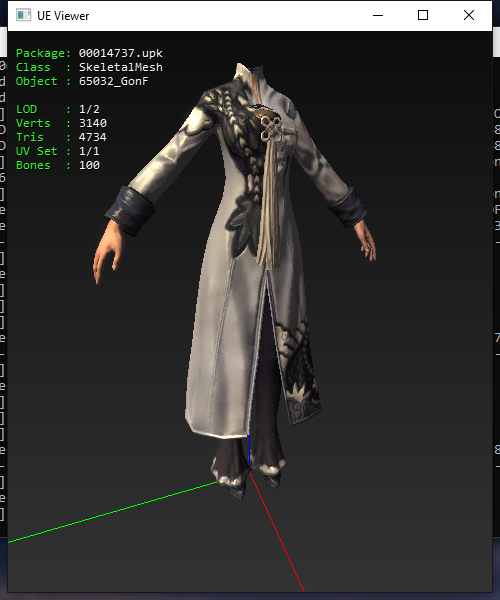 UE Viewer
Package: 00014737.upk
Class : SkeletalMesh
Object : 65032_GonF
LOD : 1/2
Verts : 3140
Tris : 4734
UV Set : 1/1
Bones : 100